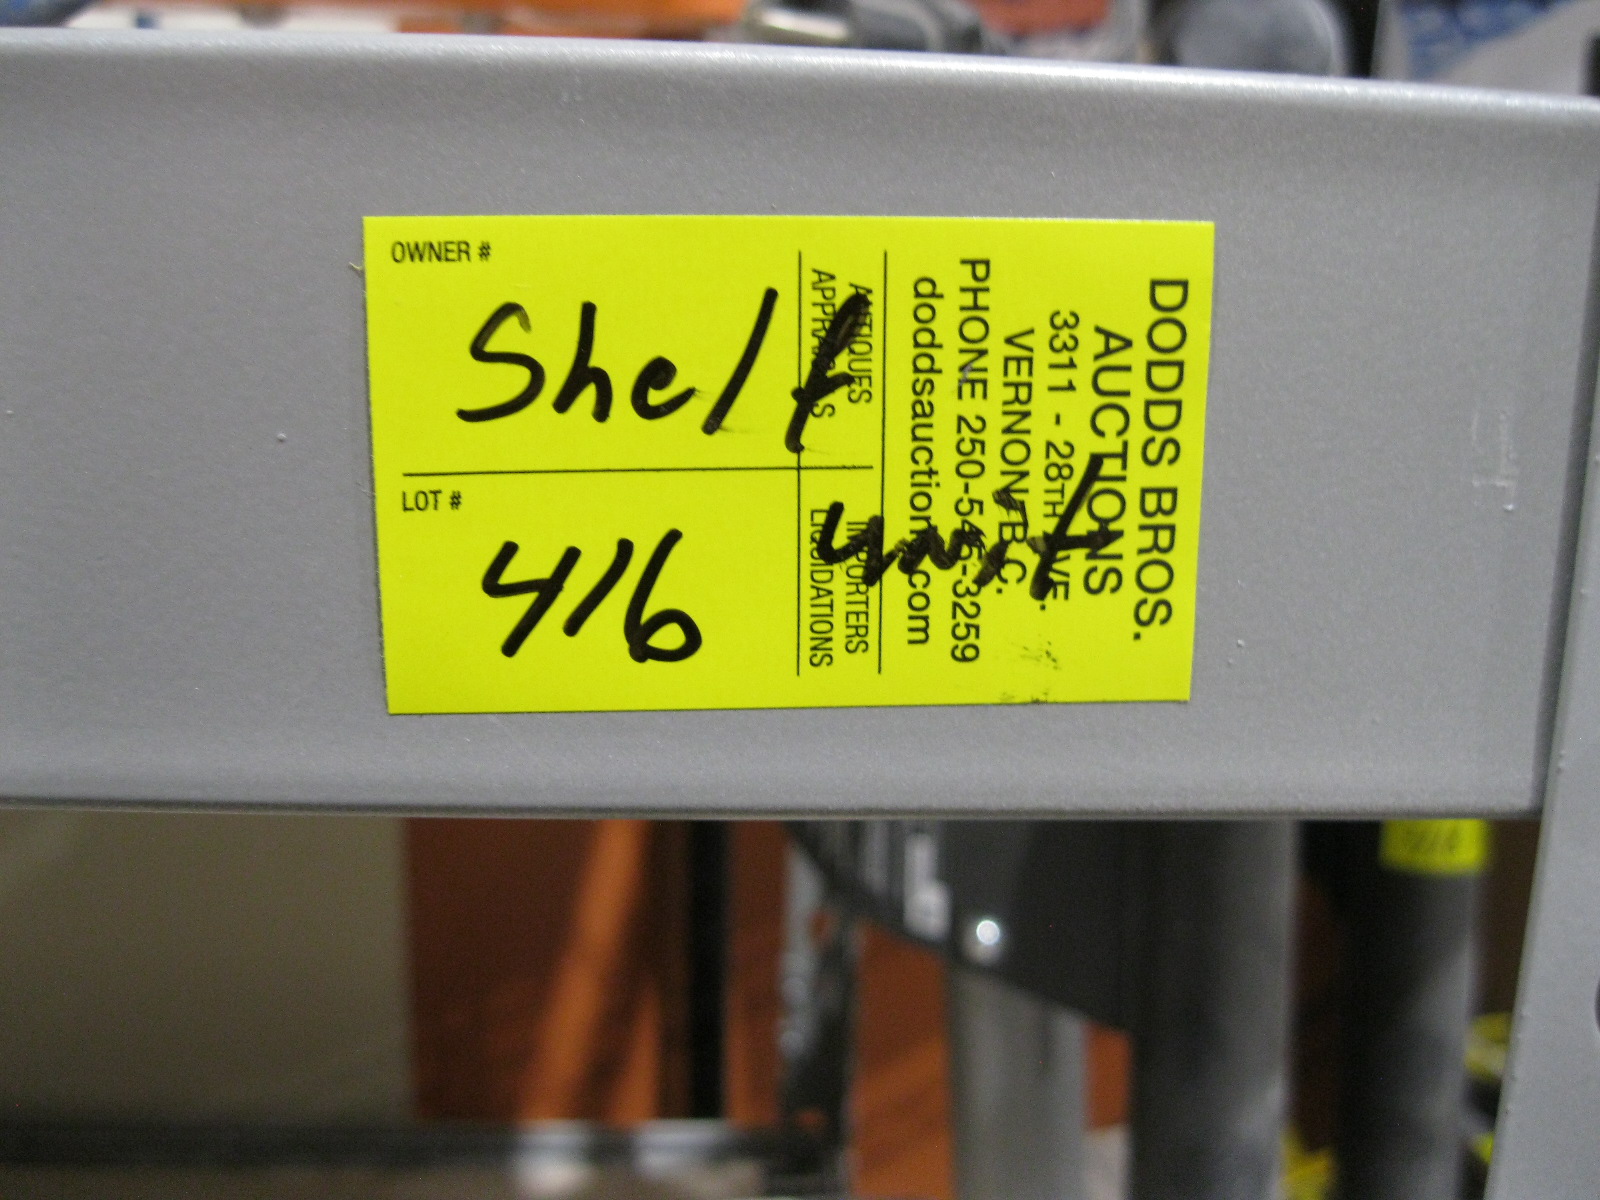 OWNER #
Shelf
LOT #
416
unit
ANTIQUES
APPRAISALS
IMPORTERS
LIQUIDATIONS
DODDS BROS.
AUCTIONS
3311 - 28TH AVE.
VERNON B.C.
PHONE 250-545-3259
doddsauction.com